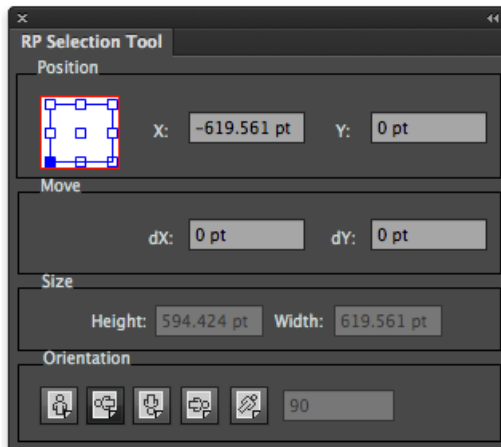 RP Selection Tool
Position
X: -619.561 pt Y: 0 pt
Move
dX: 0 pt dY: 0 pt
Size
Height: 594.424 pt Width: 619.561 pt
Orientation
90